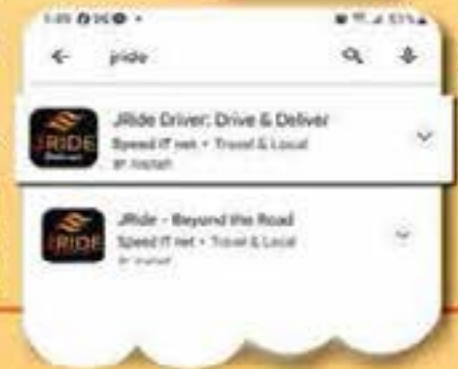 jride
JRIDE
JRide Driver: Drive & Deliver
Speed IT net • Travel & Local
JRIDE
JRide - Beyond the Road
Speed IT net • Travel & Local